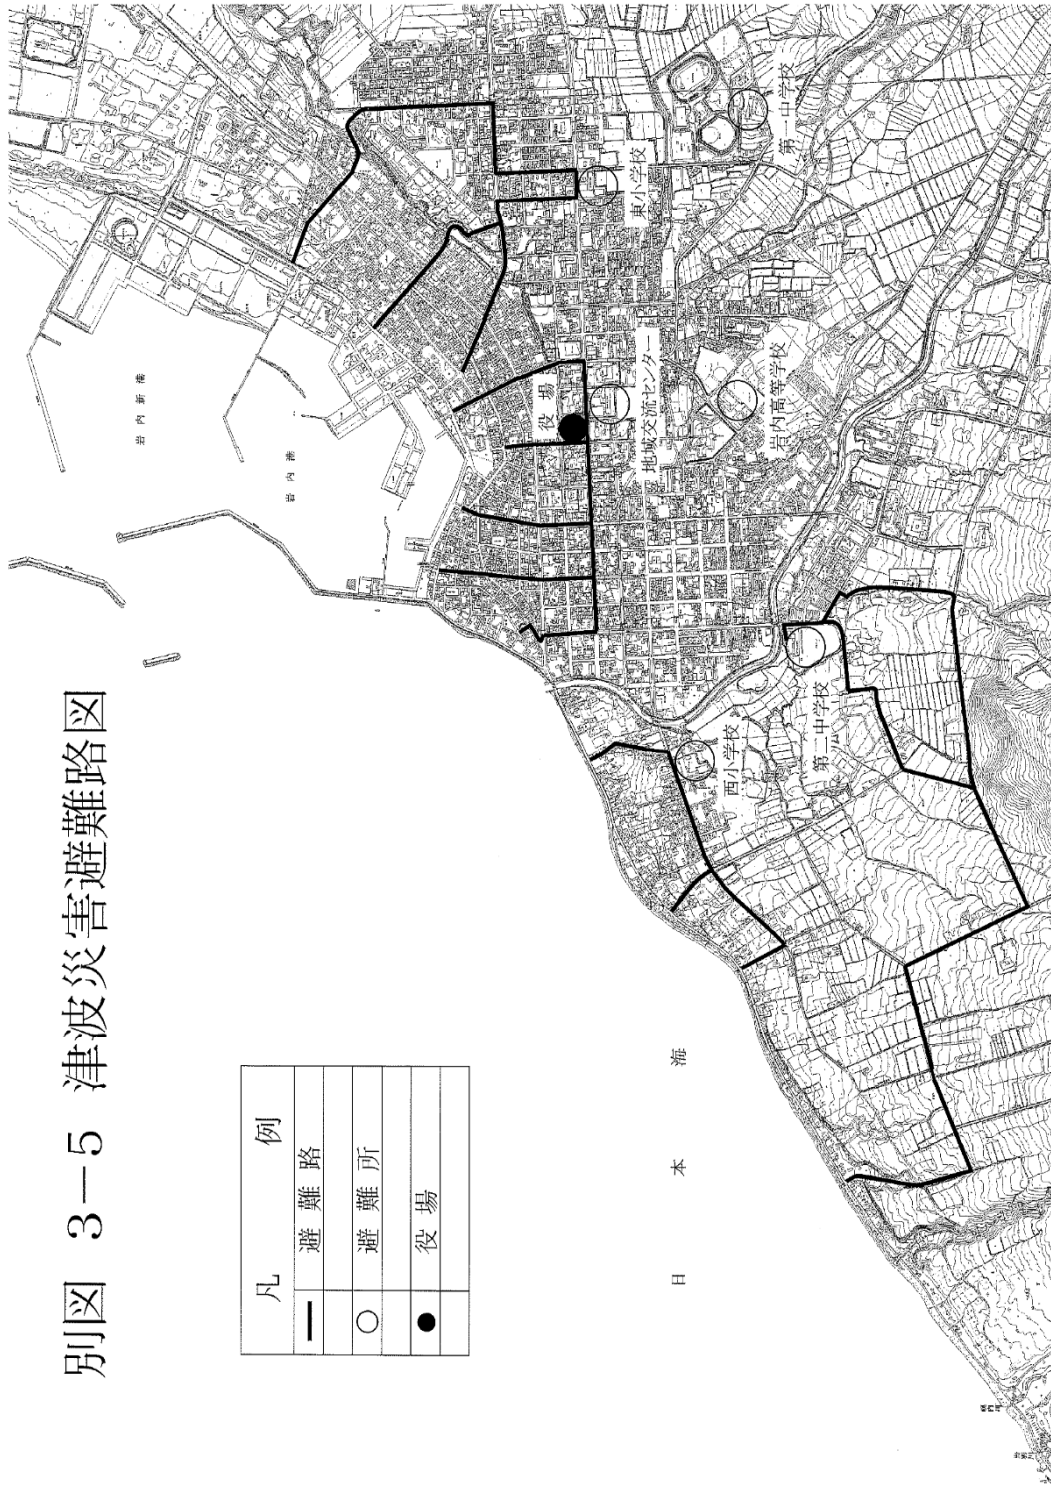 別図 3-5 津波災害避難路図
凡例
避難路
避難所
役場
岩内新港
岩内港
日本海
役場
地域交流センター
東小学校
第一中学校
岩内高等学校
西小学校
第二中学校